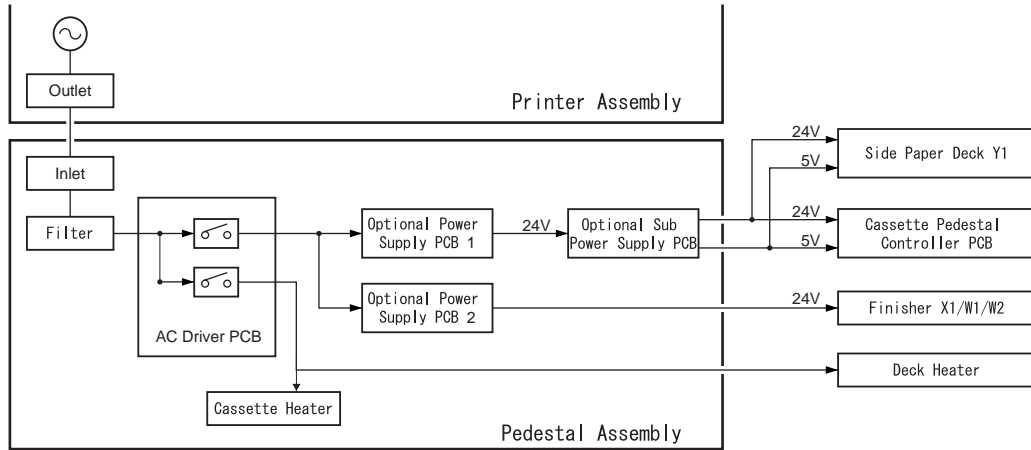 Outlet
Printer Assembly
Inlet
Filter
AC Driver PCB
Cassette Heater
Optional Power
Supply PCB 1
24V
Optional Sub
Power Supply PCB
Optional Power
Supply PCB 2
24V
5V
Side Paper Deck Y1
24V
5V
Cassette Pedestal
Controller PCB
24V
Finisher X1/W1/W2
Deck Heater
Pedestal Assembly